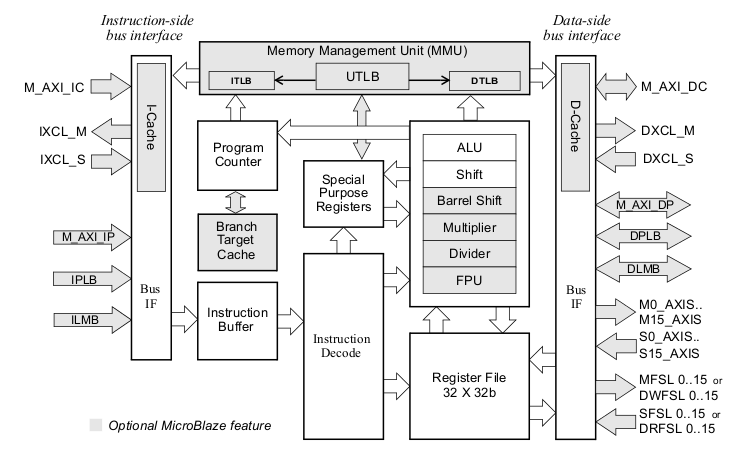 Instruction-side
bus interface
Data-side
bus interface
Memory Management Unit (MMU)
ITLB
UTLB
DTLB
M_AXI_IC
IXCL_M
IXCL_S
I-Cache
M_AXI_IP
IPLB
ILMB
Bus
IF
Program
Counter
Branch
Target
Cache
Instruction
Buffer
Special
Purpose
Registers
Instruction
Decode
ALU
Shift
Barrel Shift
Multiplier
Divider
FPU
Register File
32 X 32b
D-Cache
Bus
IF
M_AXI_DC
DXCL_M
DXCL_S
M_AXI_DP
DPLB
DLMB
M0_AXIS..
M15_AXIS
S0_AXIS..
S15_AXIS
MFSL 0..15 or
DWFSL 0..15
SFSL 0..15 or
DRFSL 0..15
Optional MicroBlaze feature